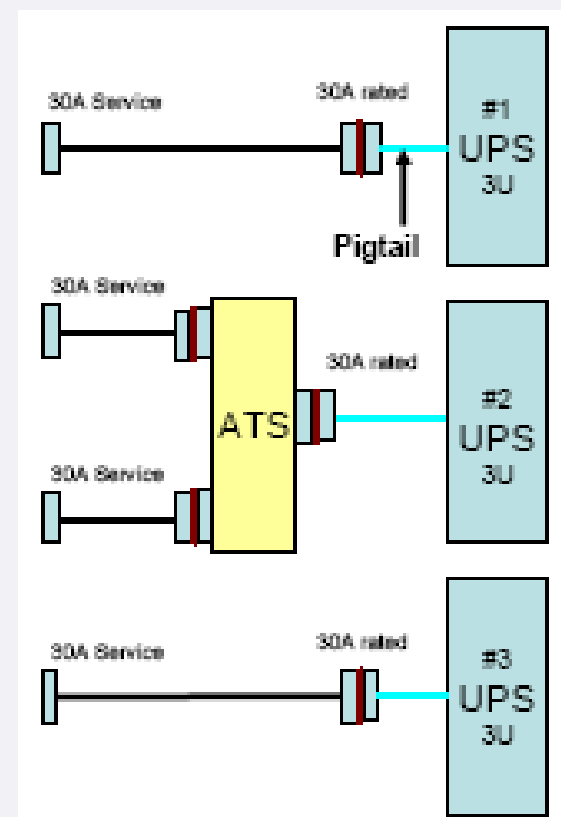 30A Service
30A rated
#1
UPS
3U
Pigtail
30A Service
30A rated
ATS
#2
UPS
3U
30A Service
30A Service
30A rated
#3
UPS
3U